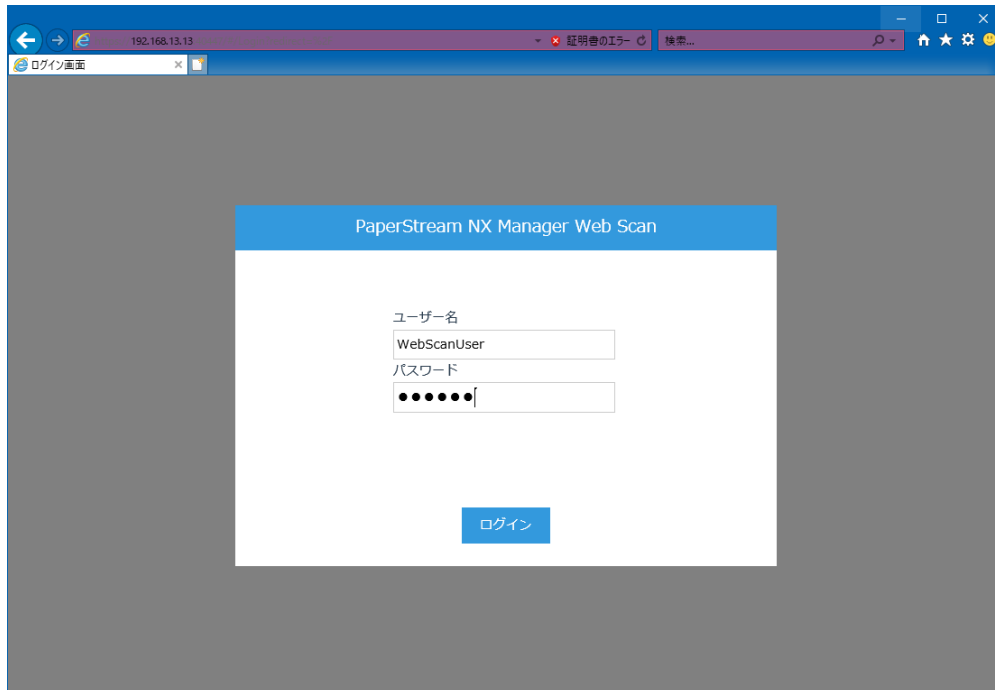 192.168.13.13
証明書のエラー
検索...
ログイン画面
PaperStream NX Manager Web Scan
ユーザー名
WebScanUser
パスワード
●●●●●●
ログイン